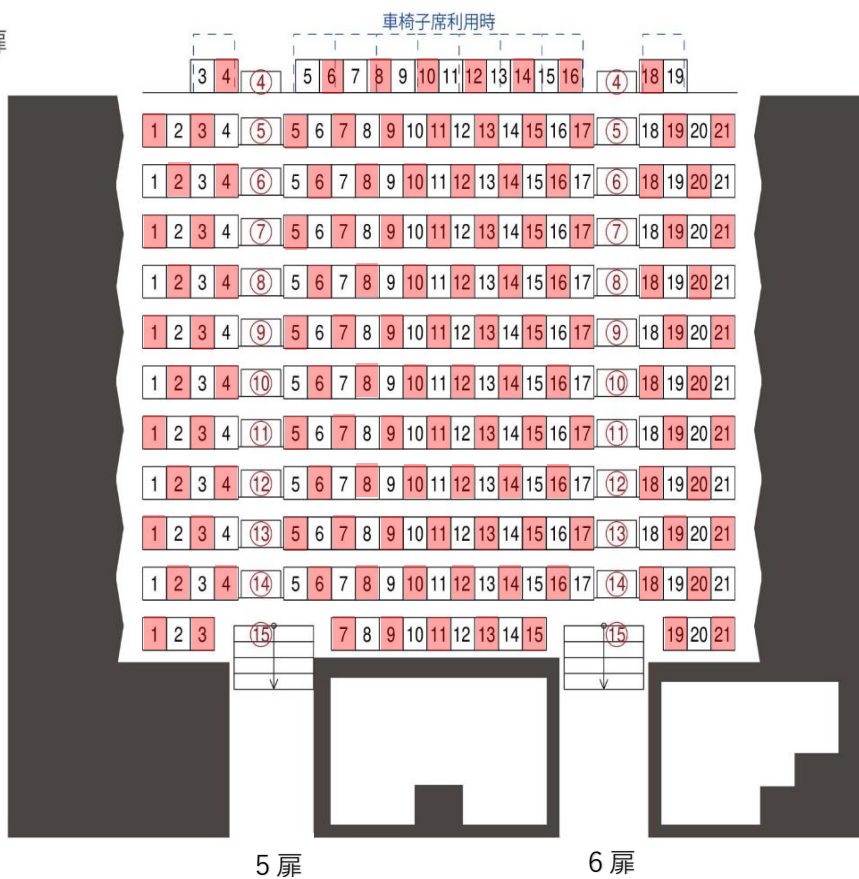 車椅子席利用時
扉
3 4 ④ 5 6 7 8 9 10 11 12 13 14 15 16 ④ 18 19
1 2 3 4 ⑤ 5 6 7 8 9 10 11 12 13 14 15 16 17 ⑤ 18 19 20 21
1 2 3 4 ⑥ 5 6 7 8 9 10 11 12 13 14 15 16 17 ⑥ 18 19 20 21
1 2 3 4 ⑦ 5 6 7 8 9 10 11 12 13 14 15 16 17 ⑦ 18 19 20 21
1 2 3 4 ⑧ 5 6 7 8 9 10 11 12 13 14 15 16 17 ⑧ 18 19 20 21
1 2 3 4 ⑨ 5 6 7 8 9 10 11 12 13 14 15 16 17 ⑨ 18 19 20 21
1 2 3 4 ⑩ 5 6 7 8 9 10 11 12 13 14 15 16 17 ⑩ 18 19 20 21
1 2 3 4 ⑪ 5 6 7 8 9 10 11 12 13 14 15 16 17 ⑪ 18 19 20 21
1 2 3 4 ⑫ 5 6 7 8 9 10 11 12 13 14 15 16 17 ⑫ 18 19 20 21
1 2 3 4 ⑬ 5 6 7 8 9 10 11 12 13 14 15 16 17 ⑬ 18 19 20 21
1 2 3 4 ⑭ 5 6 7 8 9 10 11 12 13 14 15 16 17 ⑭ 18 19 20 21
1 2 3 ⑮ 7 8 9 10 11 12 13 14 15 ⑮ 19 20 21
5扉 6扉